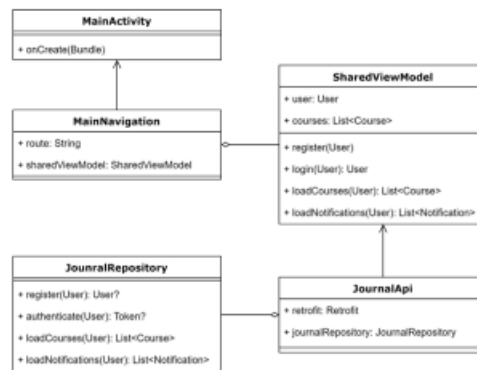 MainActivity
+ onCreate(Bundle)
MainNavigation
+ route: String
+ sharedViewModel: SharedViewModel
SharedViewModel
+ user: User
+ courses: List<Course>
+ register(User)
+ login(User): User
+ loadCourses(User): List<Course>
+ loadNotifications(User): List<Notification>
JounralRepository
+ register(User): User?
+ authenticate(User): Token?
+ loadCourses(User): List<Course>
+ loadNotifications(User): List<Notification>
JournalApi
+ retrofit: Retrofit
+ journalRepository: JournalRepository